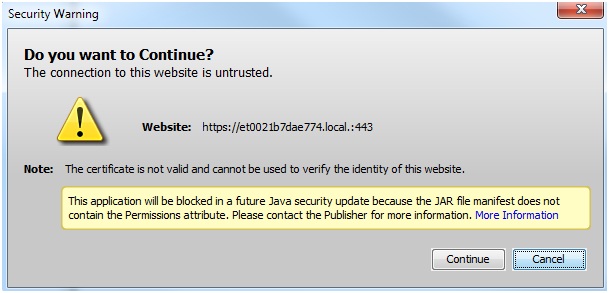 Security Warning
Do you want to Continue?
The connection to this website is untrusted.
Website: https://et0021b7dae774.local.:443
Note: The certificate is not valid and cannot be used to verify the identity of this website.
This application will be blocked in a future Java security update because the JAR file manifest does not
contain the Permissions attribute. Please contact the Publisher for more information. More Information
Continue Cancel